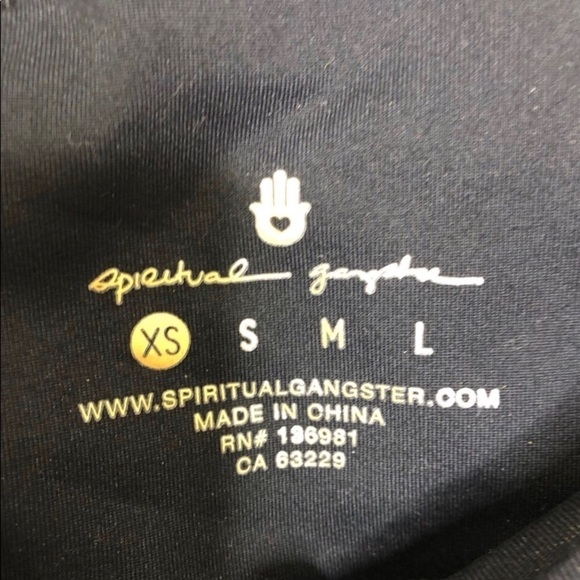 spiritual gangster
XS S M L
WWW.SPIRITUALGANGSTER.COM
MADE IN CHINA
RN# 136981
CA 63229